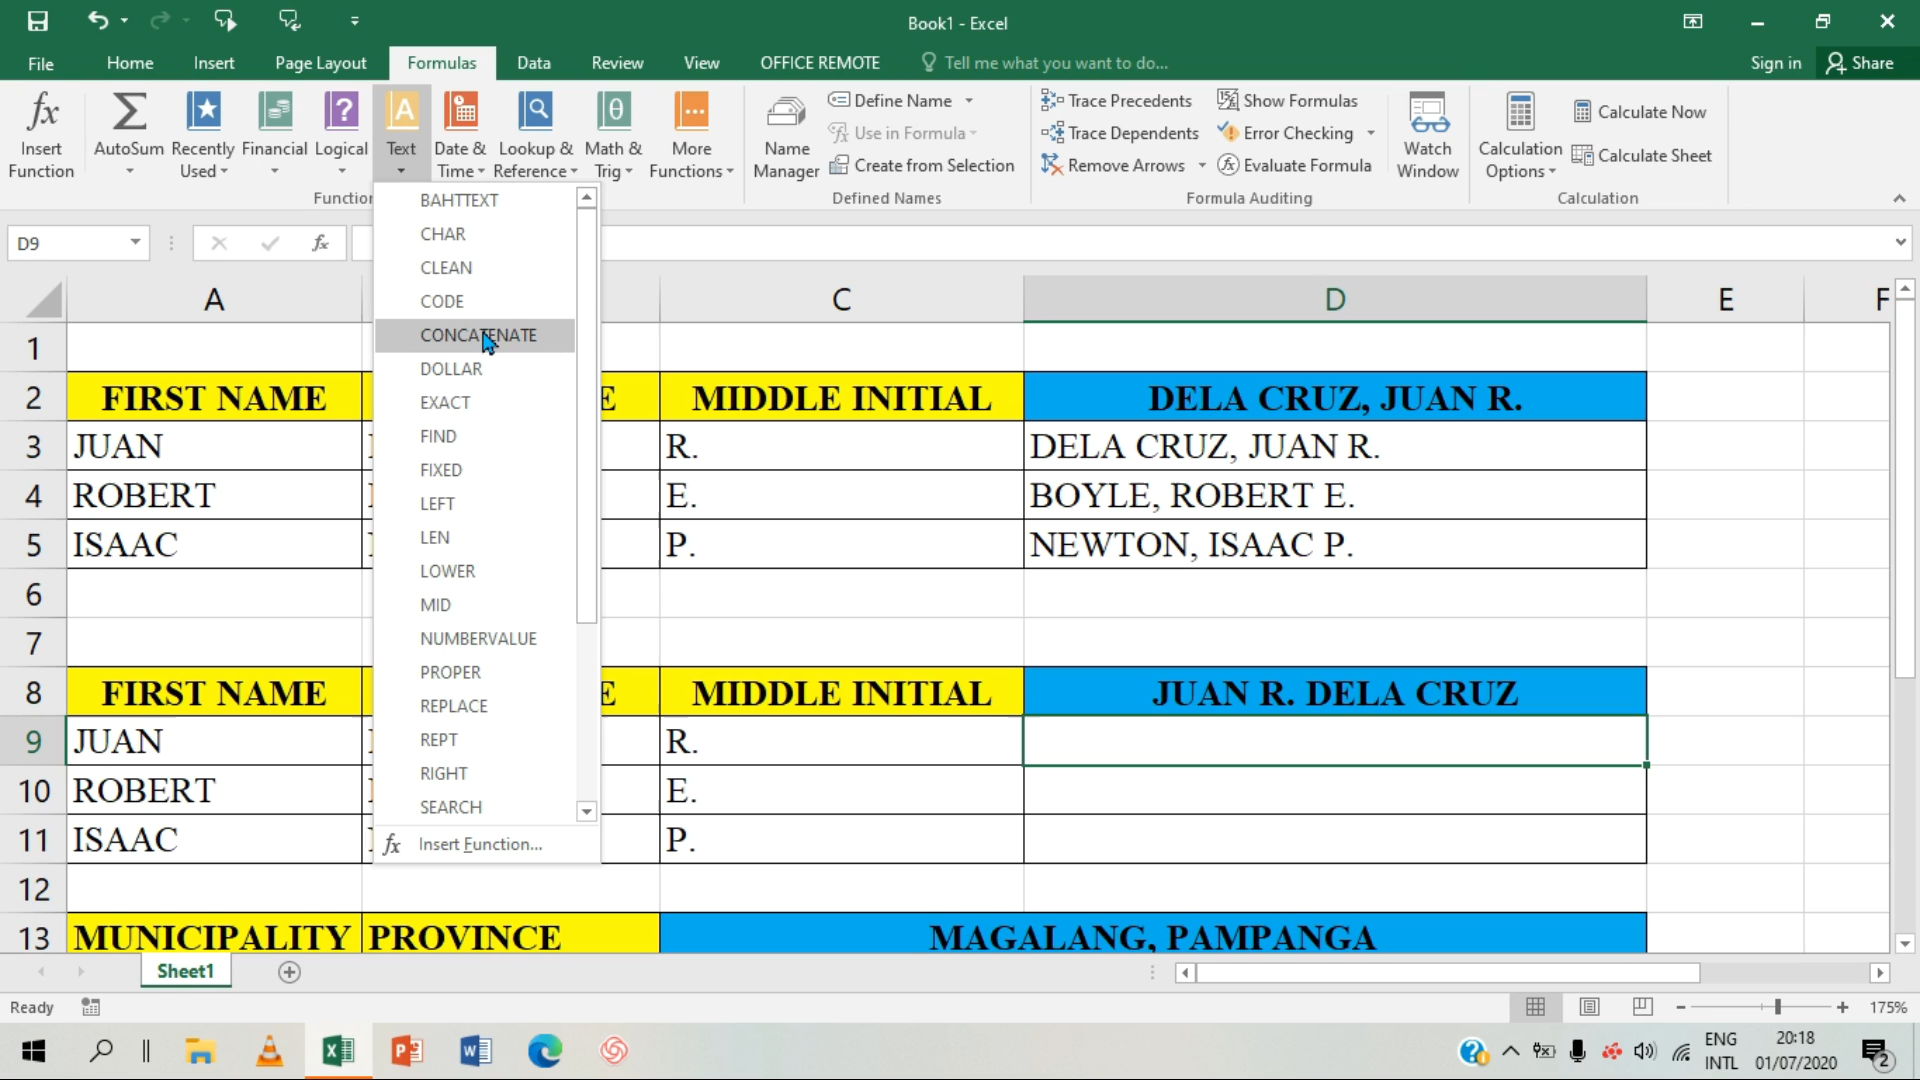 Book1 - Excel
File Home Insert Page Layout Formulas Data Review View OFFICE REMOTE Tell me what you want to do... Sign in Share
Insert Function
AutoSum
Recently Used
Financial
Logical
Text
Date & Time
Lookup & Reference
Math & Trig
More Functions
Name Manager
Define Name
Use in Formula
Create from Selection
Trace Precedents
Trace Dependents
Remove Arrows
Show Formulas
Error Checking
Evaluate Formula
Watch Window
Calculation Options
Calculate Now
Calculate Sheet
Defined Names
Formula Auditing
Calculation
BAHTTEXT
CHAR
CLEAN
CODE
CONCATENATE
DOLLAR
EXACT
FIND
FIXED
LEFT
LEN
LOWER
MID
NUMBERVALUE
PROPER
REPLACE
REPT
RIGHT
SEARCH
fx Insert Function...
D9 fx
A C D E F
1
2 FIRST NAME E MIDDLE INITIAL DELA CRUZ, JUAN R.
3 JUAN R. DELA CRUZ, JUAN R.
4 ROBERT E. BOYLE, ROBERT E.
5 ISAAC P. NEWTON, ISAAC P.
6
7
8 FIRST NAME E MIDDLE INITIAL JUAN R. DELA CRUZ
9 JUAN R.
10 ROBERT E.
11 ISAAC P.
12
13 MUNICIPALITY PROVINCE MAGALANG, PAMPANGA
Sheet1
Ready 175%
ENG 20:18
INTL 01/07/2020 2